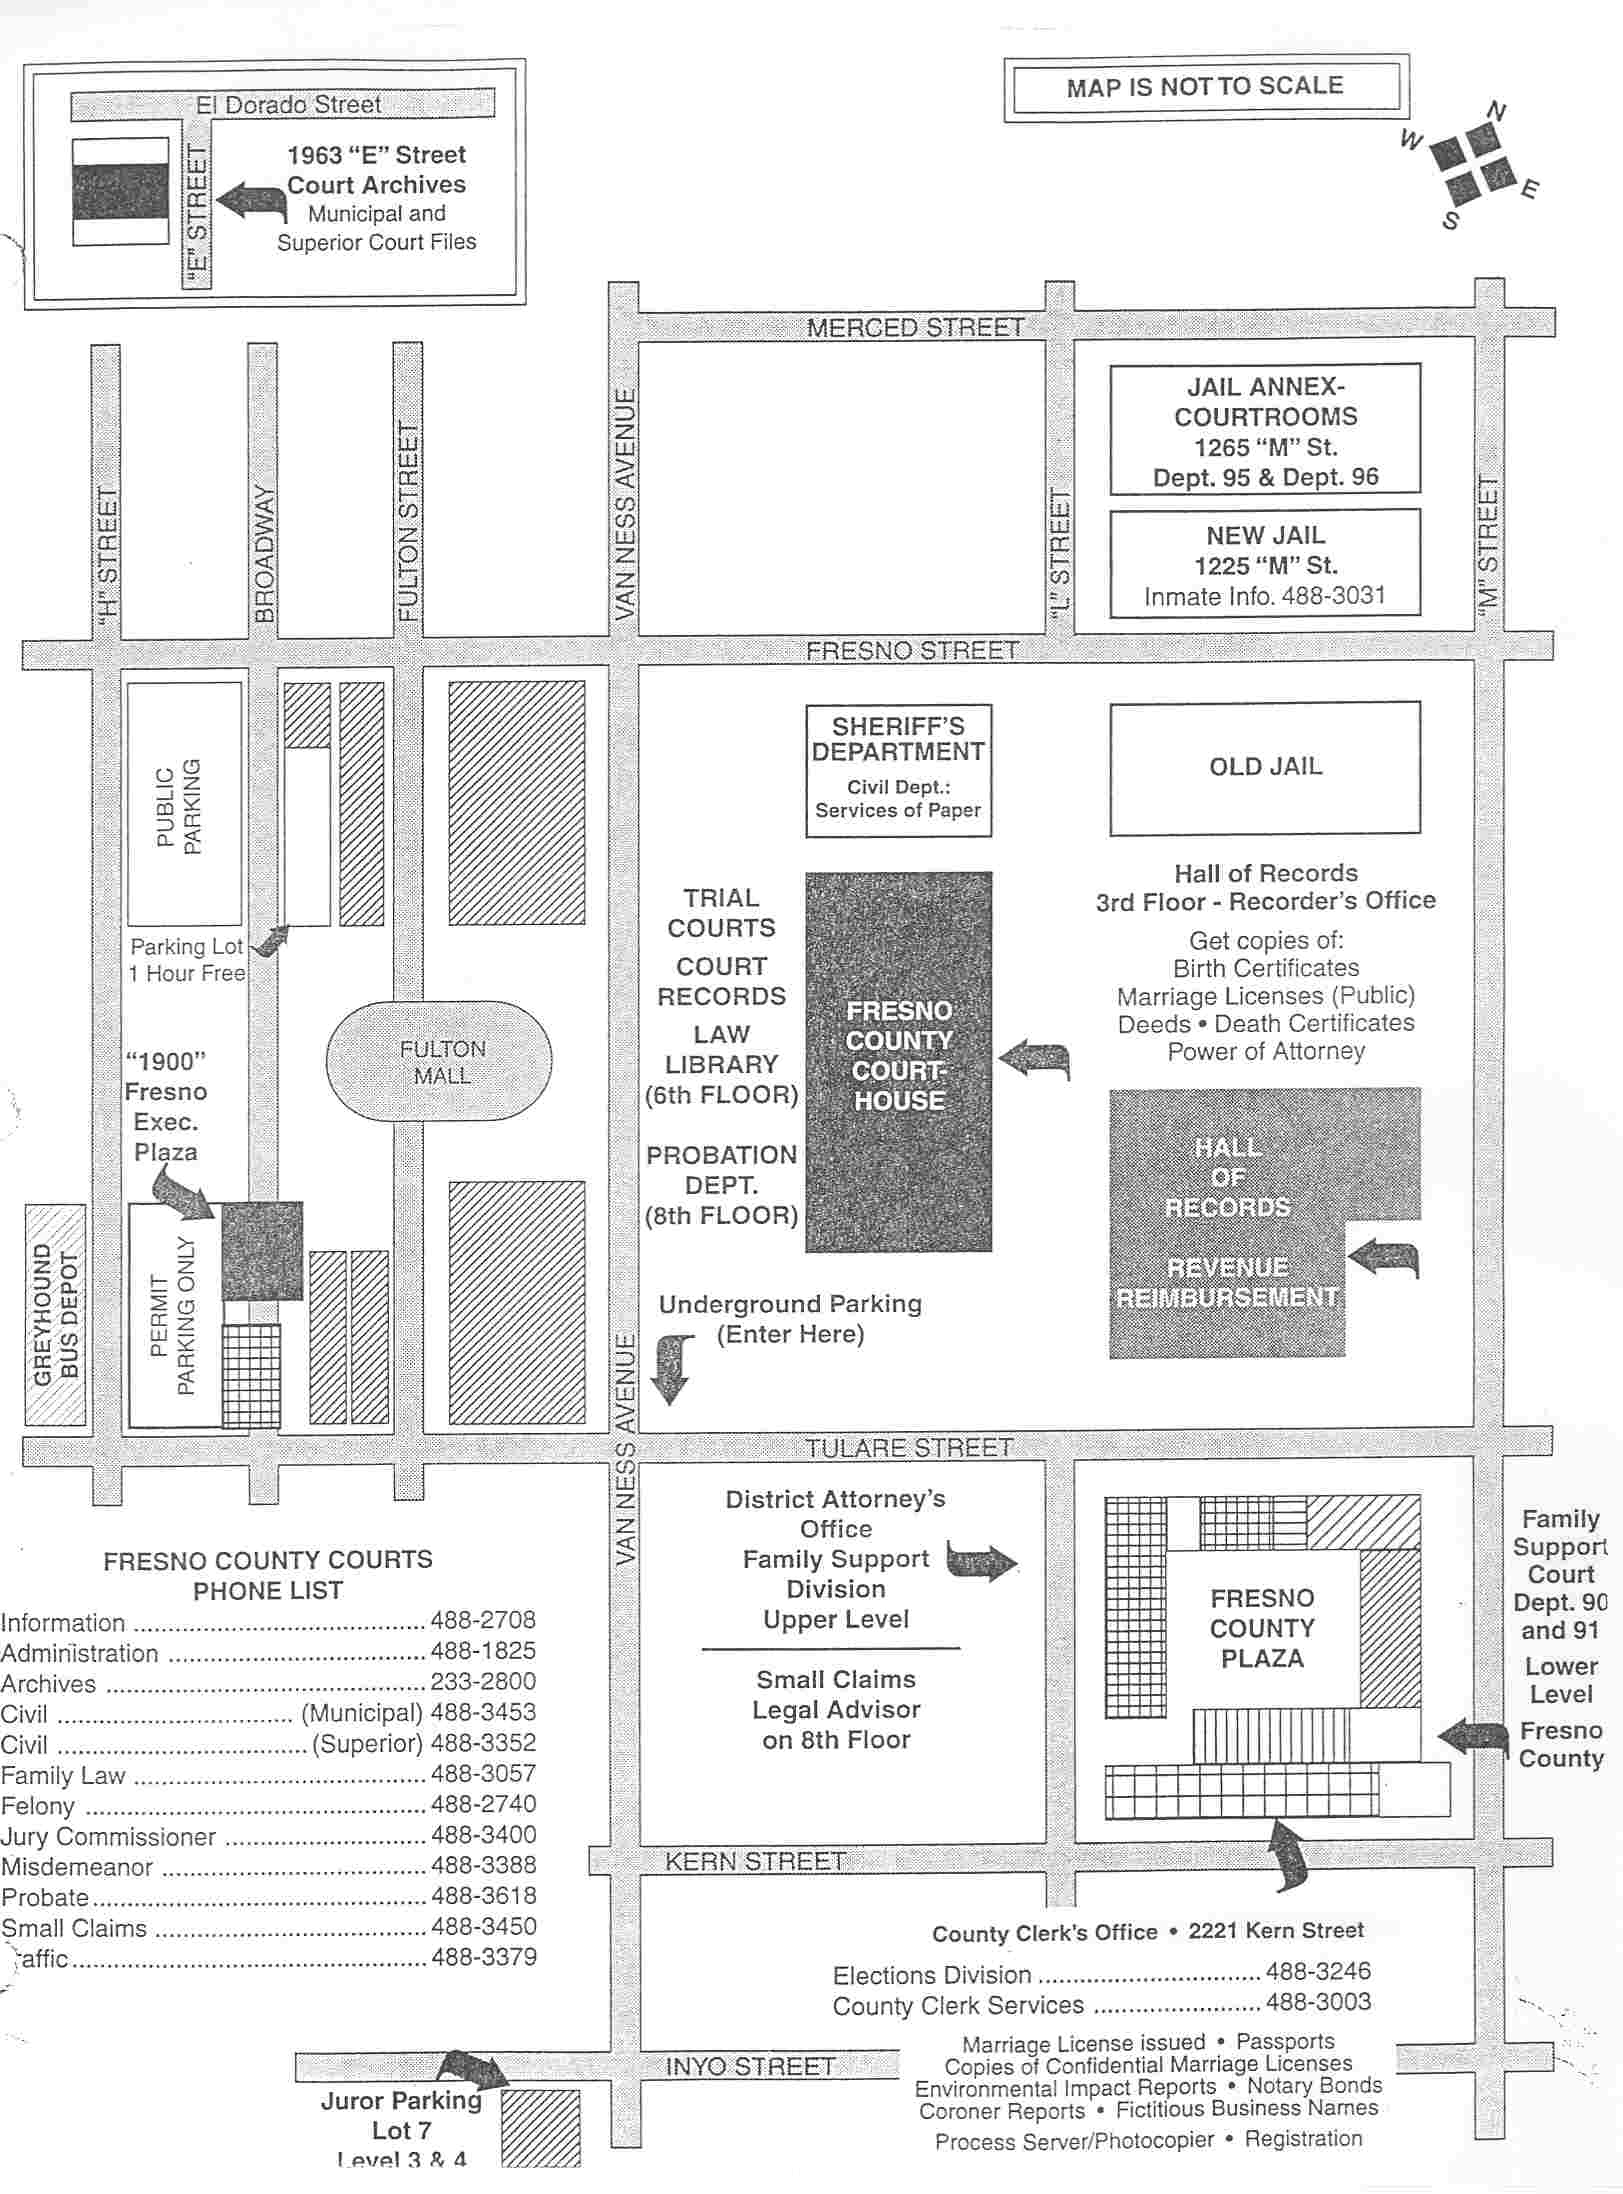 El Dorado Street
"E" STREET
1963 "E" Street
Court Archives
Municipal and
Superior Court Files
MAP IS NOT TO SCALE
N
W
E
S
MERCED STREET
"H" STREET
BROADWAY
FULTON STREET
VAN NESS AVENUE
"L" STREET
"M" STREET
JAIL ANNEX-
COURTROOMS
1265 "M" St.
Dept. 95 & Dept. 96
NEW JAIL
1225 "M" St.
Inmate Info. 488-3031
FRESNO STREET
PUBLIC
PARKING
Parking Lot
1 Hour Free
SHERIFF'S
DEPARTMENT
Civil Dept.:
Services of Paper
OLD JAIL
TRIAL
COURTS
COURT
RECORDS
LAW
LIBRARY
(6th FLOOR)
PROBATION
DEPT.
(8th FLOOR)
FRESNO
COUNTY
COURT-
HOUSE
Hall of Records
3rd Floor - Recorder's Office
Get copies of:
Birth Certificates
Marriage Licenses (Public)
Deeds • Death Certificates
Power of Attorney
FULTON
MALL
"1900"
Fresno
Exec.
Plaza
HALL
OF
RECORDS
REVENUE
REIMBURSEMENT
GREYHOUND
BUS DEPOT
PERMIT
PARKING ONLY
Underground Parking
(Enter Here)
VAN NESS AVENUE
TULARE STREET
District Attorney's
Office
Family Support
Division
Upper Level
Small Claims
Legal Advisor
on 8th Floor
FRESNO
COUNTY
PLAZA
Family
Support
Court
Dept. 90
and 91
Lower
Level
Fresno
County
FRESNO COUNTY COURTS
PHONE LIST
Information ........................................ 488-2708
Administration .................................... 488-1825
Archives ............................................ 233-2800
Civil ................................. (Municipal) 488-3453
Civil ................................... (Superior) 488-3352
Family Law ........................................ 488-3057
Felony ............................................... 488-2740
Jury Commissioner ............................ 488-3400
Misdemeanor ..................................... 488-3388
Probate .............................................. 488-3618
Small Claims ...................................... 488-3450
affic .................................................. 488-3379
KERN STREET
County Clerk's Office • 2221 Kern Street
Elections Division ................................ 488-3246
County Clerk Services ........................ 488-3003
Marriage License issued • Passports
Copies of Confidential Marriage Licenses
Environmental Impact Reports • Notary Bonds
Coroner Reports • Fictitious Business Names
Process Server/Photocopier • Registration
INYO STREET
Juror Parking
Lot 7
Level 3 & 4